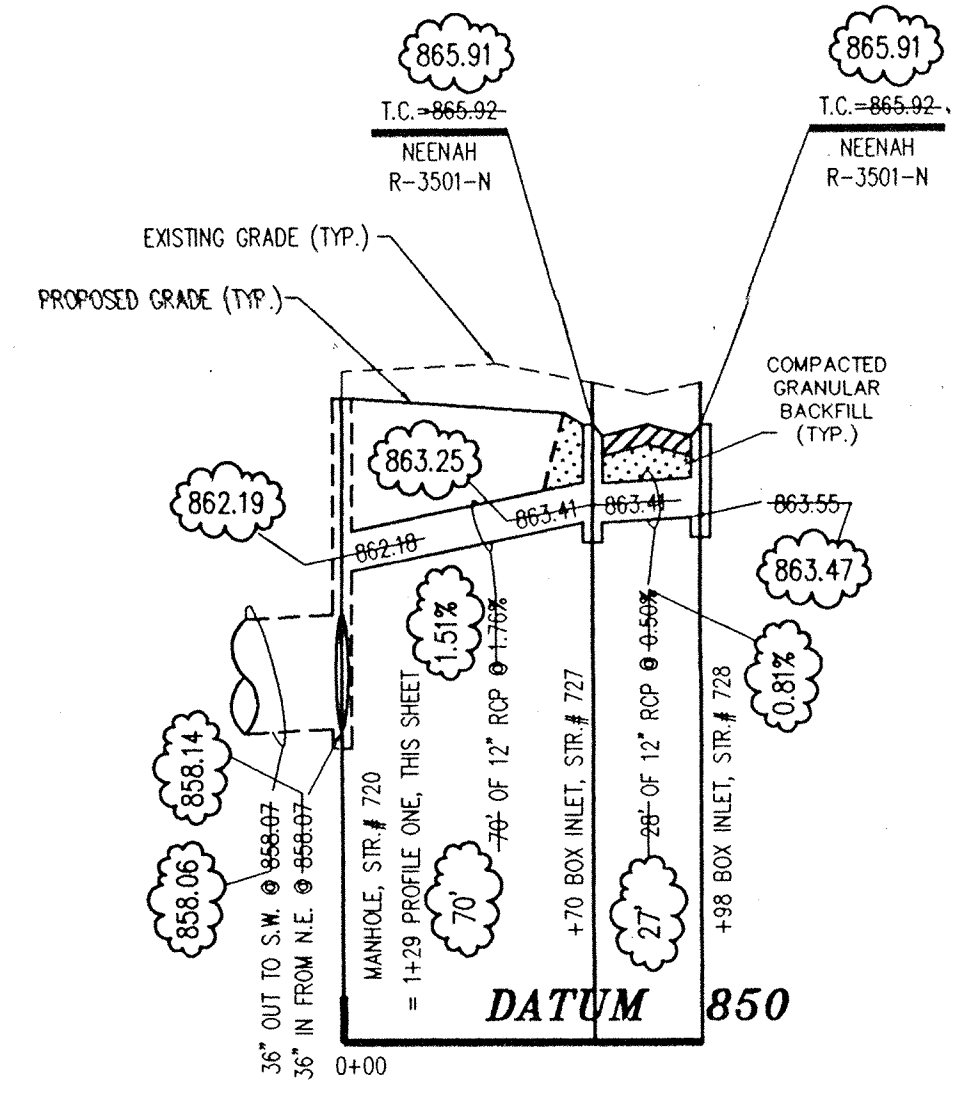 865.91
865.91
T.C.=865.92
T.C.=865.92
NEENAH
R-3501-N
NEENAH
R-3501-N
EXISTING GRADE (TYP.)
PROPOSED GRADE (TYP.)
COMPACTED
GRANULAR
BACKFILL
(TYP.)
863.25
862.19
863.41
863.41
863.55
862.18
863.47
1.51%
0.81%
858.14
858.06
36" OUT TO S.W. @ 858.07
36" IN FROM N.E. @ 858.07
MANHOLE, STR.# 720
= 1+29 PROFILE ONE, THIS SHEET
70'
70' OF 12" RCP @ 1.76%
+70 BOX INLET, STR.# 727
27'
28' OF 12" RCP @ 0.50%
+98 BOX INLET, STR.# 728
DATUM 850
0+00